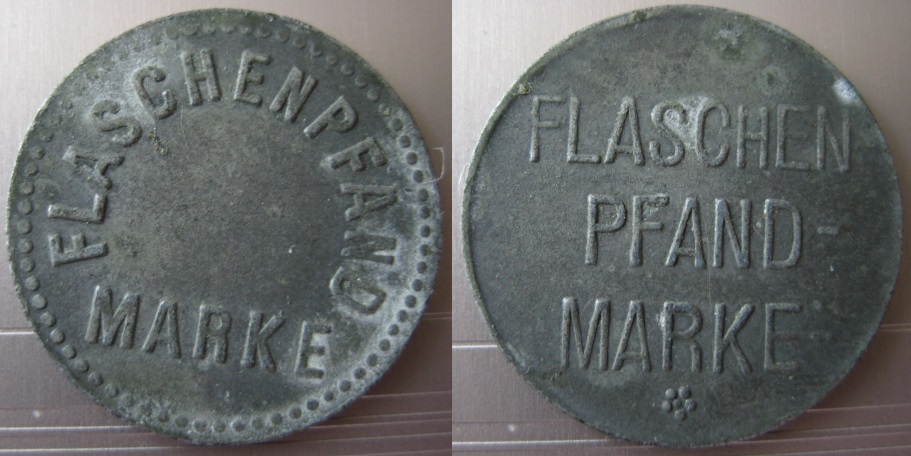 FLASCHENPFAND
MARKE
FLASCHEN
PFAND-
MARKE